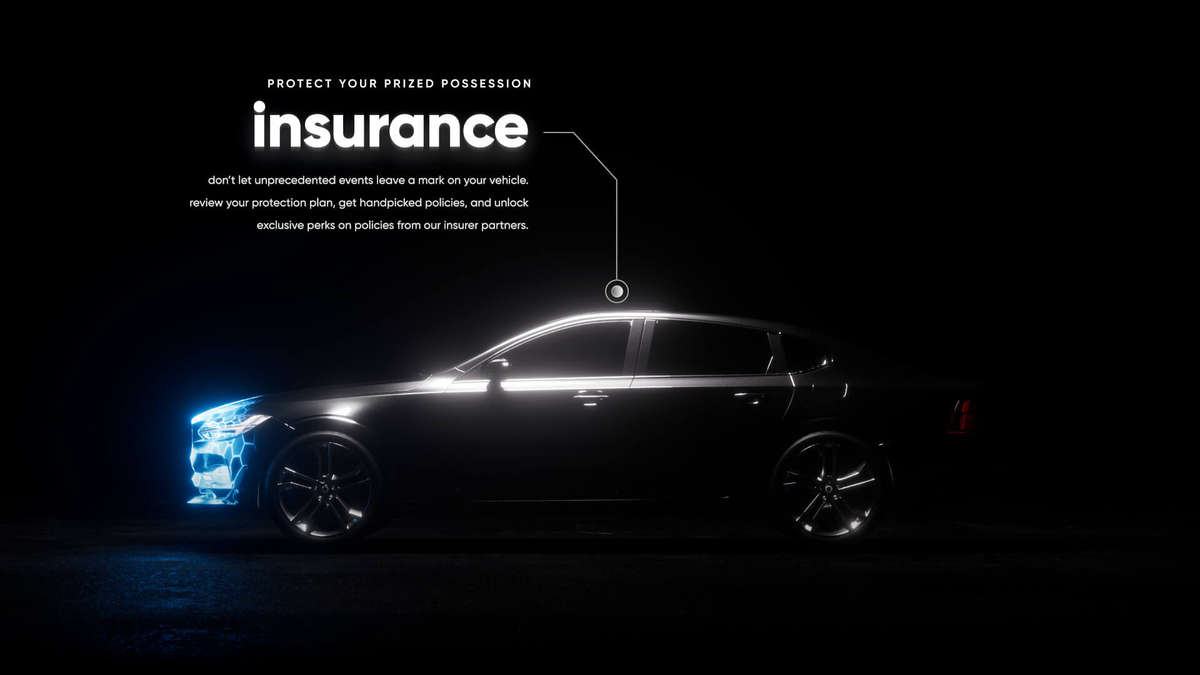 PROTECT YOUR PRIZED POSSESSION
insurance
don't let unprecedented events leave a mark on your vehicle.
review your protection plan, get handpicked policies, and unlock
exclusive perks on policies from our insurer partners.